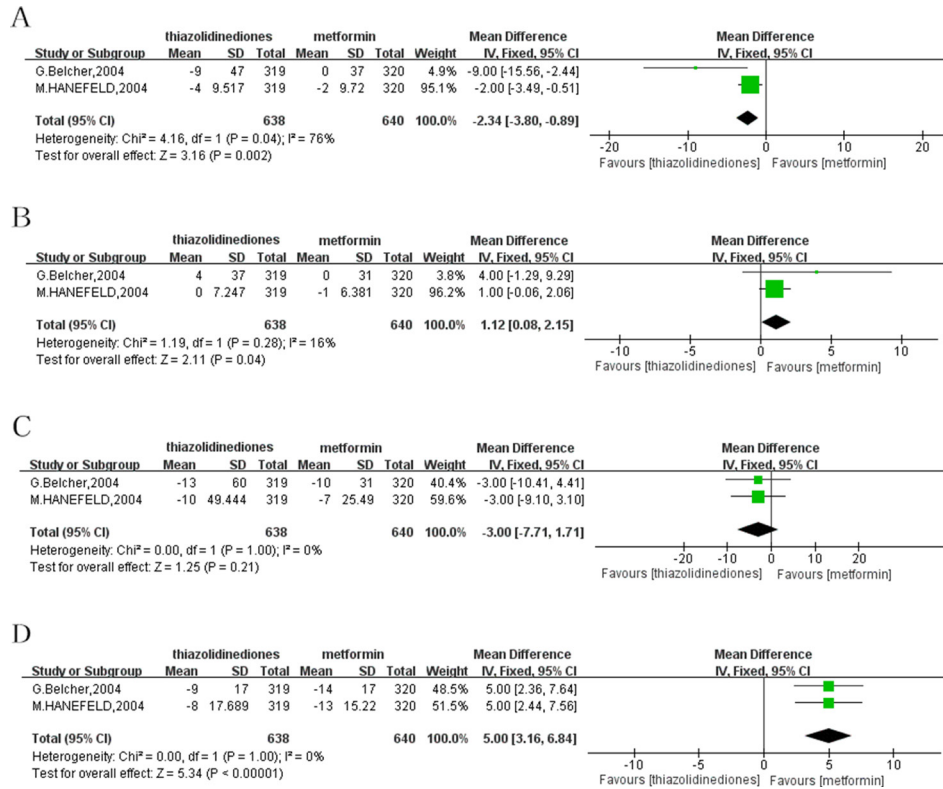 A
thiazolidinediones metformin Mean Difference Mean Difference
Study or Subgroup Mean SD Total Mean SD Total Weight IV, Fixed, 95% CI IV, Fixed, 95% CI
G.Belcher,2004 -9 47 319 0 37 320 4.9% -9.00 [-15.56, -2.44]
M.HANEFELD,2004 -4 9.517 319 -2 9.72 320 95.1% -2.00 [-3.49, -0.51]
Total (95% CI) 638 640 100.0% -2.34 [-3.80, -0.89]
Heterogeneity: Chi² = 4.16, df = 1 (P = 0.04); I² = 76%
Test for overall effect: Z = 3.16 (P = 0.002)
-20 -10 0 10 20
Favours [thiazolidinediones] Favours [metformin]
B
thiazolidinediones metformin Mean Difference Mean Difference
Study or Subgroup Mean SD Total Mean SD Total Weight IV, Fixed, 95% CI IV, Fixed, 95% CI
G.Belcher,2004 4 37 319 0 31 320 3.8% 4.00 [-1.29, 9.29]
M.HANEFELD,2004 0 7.247 319 -1 6.381 320 96.2% 1.00 [-0.06, 2.06]
Total (95% CI) 638 640 100.0% 1.12 [0.08, 2.15]
Heterogeneity: Chi² = 1.19, df = 1 (P = 0.28); I² = 16%
Test for overall effect: Z = 2.11 (P = 0.04)
-10 -5 0 5 10
Favours [thiazolidinediones] Favours [metformin]
C
thiazolidinediones metformin Mean Difference Mean Difference
Study or Subgroup Mean SD Total Mean SD Total Weight IV, Fixed, 95% CI IV, Fixed, 95% CI
G.Belcher,2004 -13 60 319 -10 31 320 40.4% -3.00 [-10.41, 4.41]
M.HANEFELD,2004 -10 49.444 319 -7 25.49 320 59.6% -3.00 [-9.10, 3.10]
Total (95% CI) 638 640 100.0% -3.00 [-7.71, 1.71]
Heterogeneity: Chi² = 0.00, df = 1 (P = 1.00); I² = 0%
Test for overall effect: Z = 1.25 (P = 0.21)
-20 -10 0 10 20
Favours [thiazolidinediones] Favours [metformin]
D
thiazolidinediones metformin Mean Difference Mean Difference
Study or Subgroup Mean SD Total Mean SD Total Weight IV, Fixed, 95% CI IV, Fixed, 95% CI
G.Belcher,2004 -9 17 319 -14 17 320 48.5% 5.00 [2.36, 7.64]
M.HANEFELD,2004 -8 17.689 319 -13 15.22 320 51.5% 5.00 [2.44, 7.56]
Total (95% CI) 638 640 100.0% 5.00 [3.16, 6.84]
Heterogeneity: Chi² = 0.00, df = 1 (P = 1.00); I² = 0%
Test for overall effect: Z = 5.34 (P < 0.00001)
-10 -5 0 5 10
Favours [thiazolidinediones] Favours [metformin]